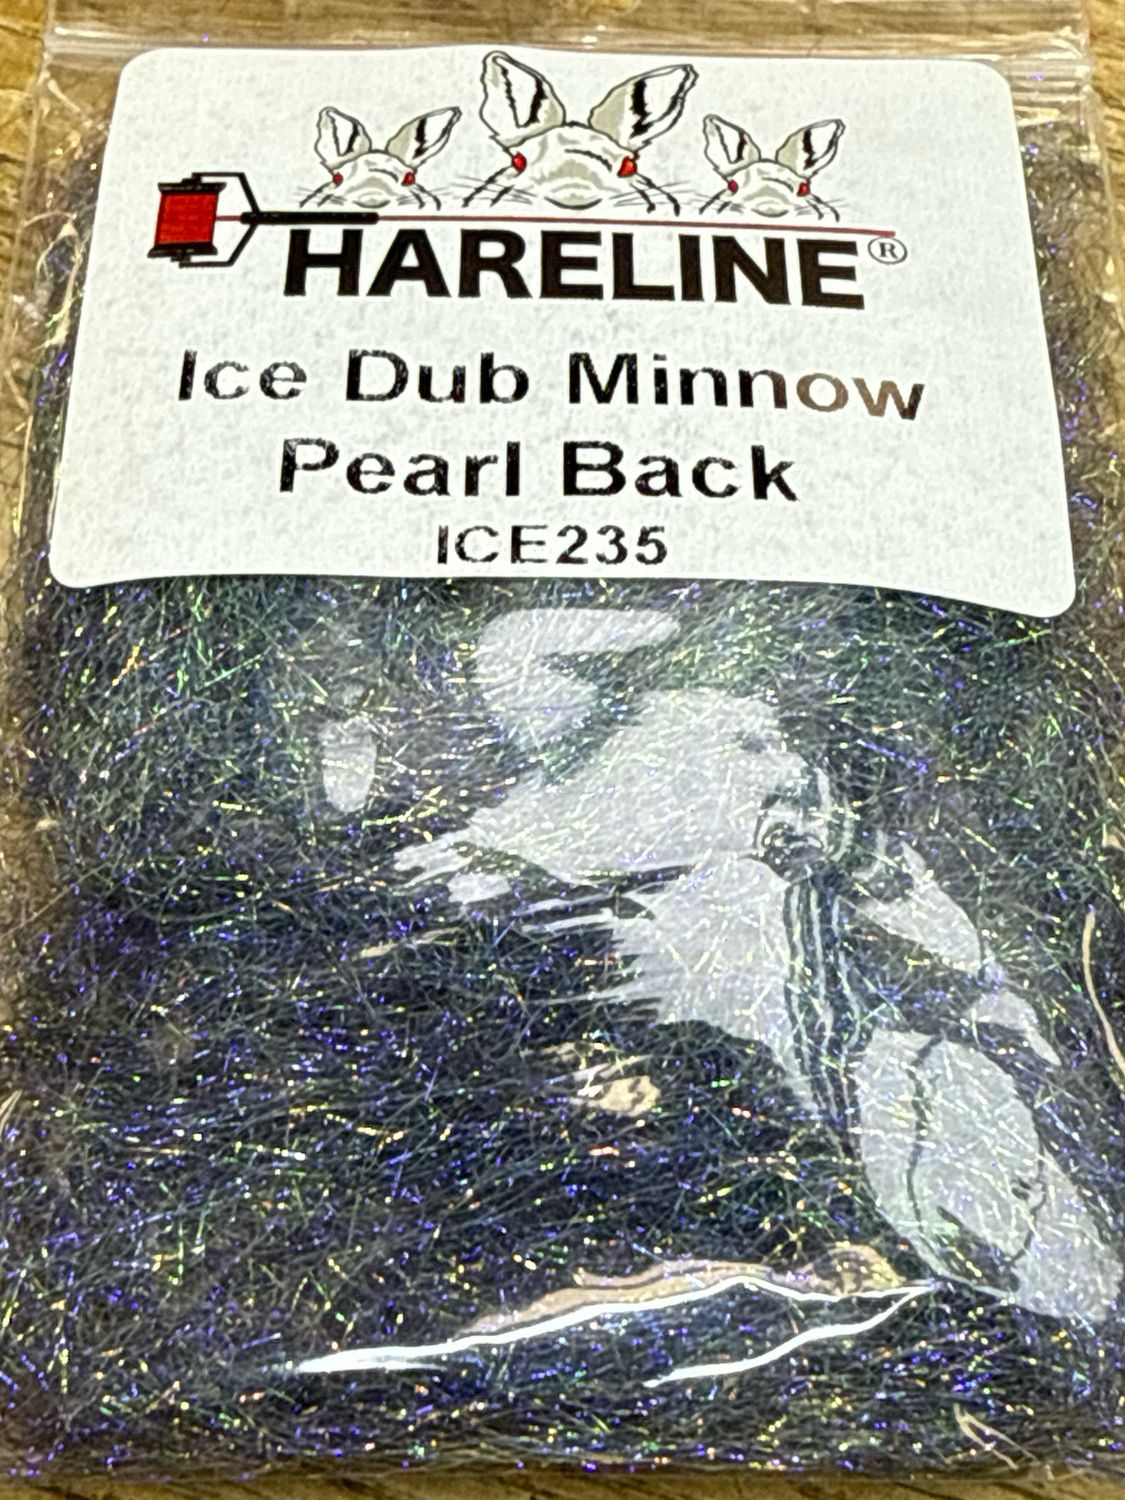 HARELINE®
Ice Dub Minnow
Pearl Back
ICE235